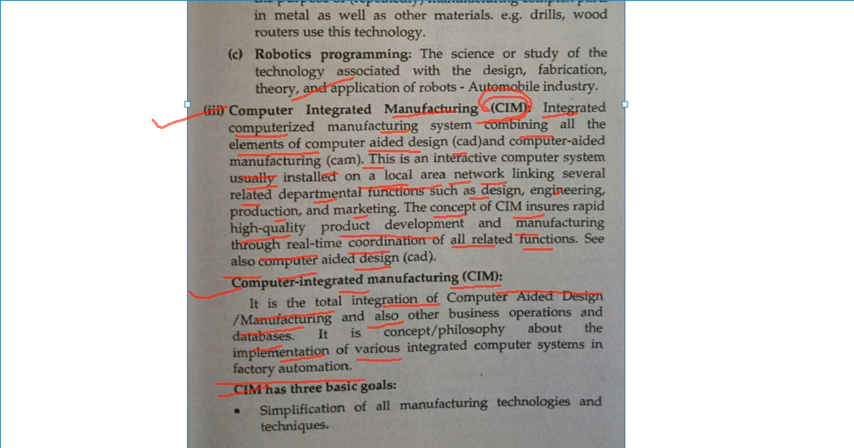 in metal as well as other materials. e.g. drills, wood
routers use this technology.
(c) Robotics programming: The science or study of the
technology associated with the design, fabrication,
theory, and application of robots - Automobile industry.
(iii) Computer Integrated Manufacturing (CIM): Integrated
computerized manufacturing system combining all the
elements of computer aided design (cad)and computer-aided
manufacturing (cam). This is an interactive computer system
usually installed on a local area network linking several
related departmental functions such as design, engineering,
production, and marketing. The concept of CIM insures rapid
high-quality product development and manufacturing
through real-time coordination of all related functions. See
also computer aided design (cad).
Computer-integrated manufacturing (CIM):
It is the total integration of Computer Aided Design
/Manufacturing and also other business operations and
databases. It is concept/philosophy about the
implementation of various integrated computer systems in
factory automation.
CIM has three basic goals:
• Simplification of all manufacturing technologies and
techniques.